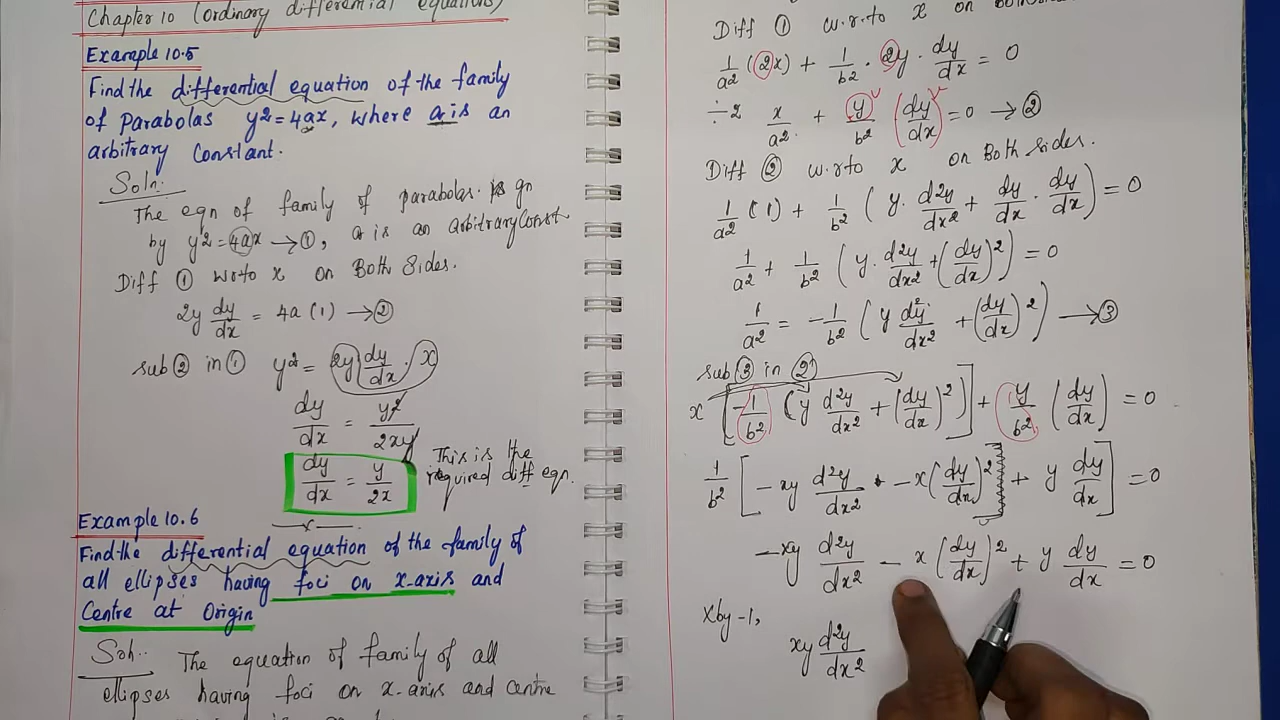 Chapter 10 (ordinary differential equations)
Example 10.5
Find the differential equation of the family
of parabolas y²=4ax, where a is an
arbitrary constant.
Soln.
The eqn of family of parabolas is gn
by y²=4ax → ①, a is an arbitrary const
Diff ① w.r.to x on Both Sides.
2y dy/dx = 4a (1) → ②
sub ② in ① y² = 2y dy/dx · x
dy/dx = y²/2xy
dy/dx = y/2x This is the required diff eqn.
x
Example 10.6
Find the differential equation of the family of
all ellipses having foci on x-axis and
Centre at Origin
Soln.. The equation of family of all
ellipses having foci on x-axis and centre
Diff ① w.r.to x on Both
1/a² (2x) + 1/b² · 2y · dy/dx = 0
÷2 x/a² + y/b² (dy/dx) = 0 → ②
Diff ② w.r.to x on Both sides.
1/a² (1) + 1/b² (y · d²y/dx² + dy/dx · dy/dx) = 0
1/a² + 1/b² (y · d²y/dx² + (dy/dx)²) = 0
1/a² = -1/b² (y d²y/dx² + (dy/dx)²) → ③
sub ③ in ②
x [-1/b² (y d²y/dx² + (dy/dx)²)] + y/b² (dy/dx) = 0
1/b² [-xy d²y/dx² - x(dy/dx)² + y dy/dx] = 0
-xy d²y/dx² - x (dy/dx)² + y dy/dx = 0
x by -1,
xy d²y/dx²